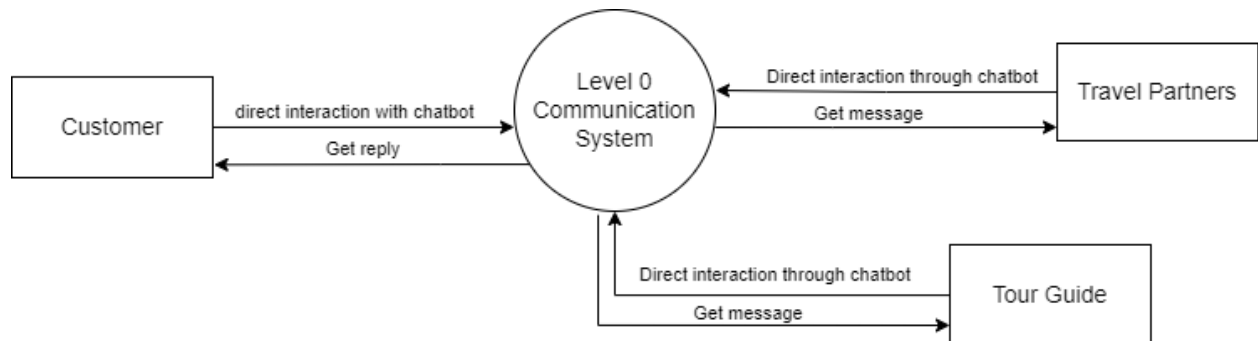 Level 0
Communication
System
Customer
direct interaction with chatbot
Get reply
Direct interaction through chatbot
Get message
Travel Partners
Direct interaction through chatbot
Get message
Tour Guide